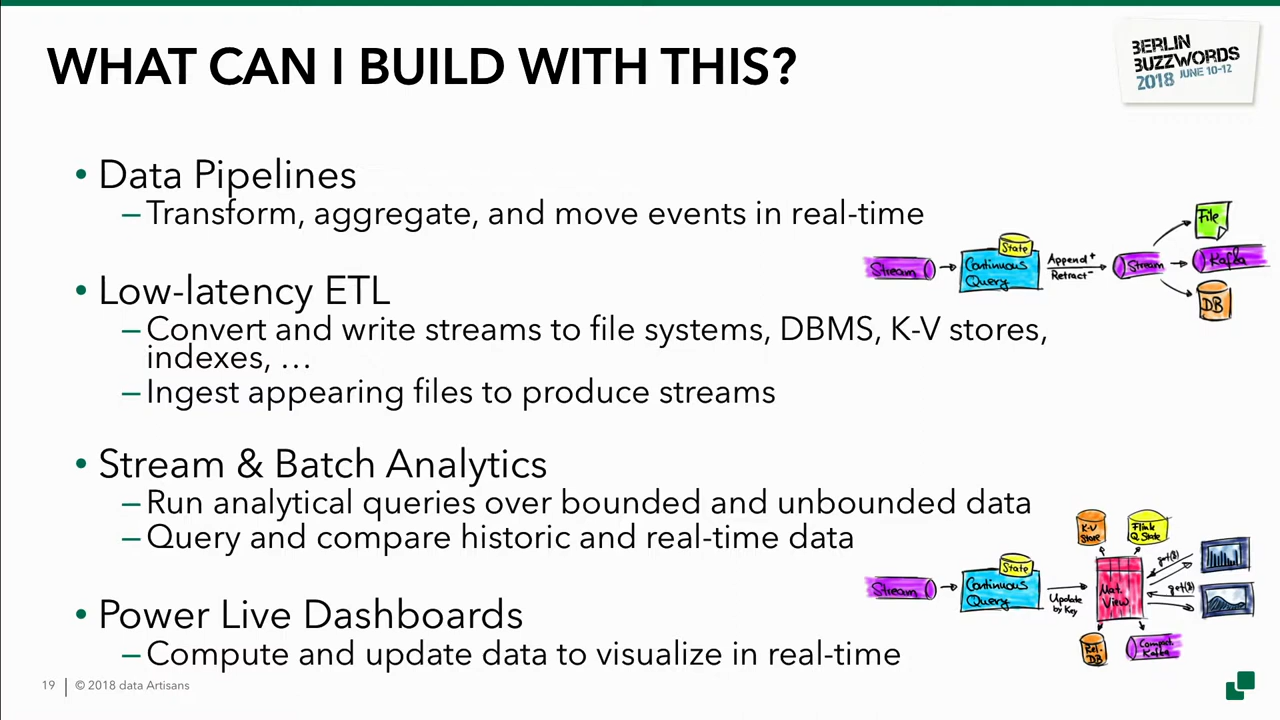 WHAT CAN I BUILD WITH THIS?
BERLIN
BUZZWORDS
2018 JUNE 10-12
• Data Pipelines
– Transform, aggregate, and move events in real-time
• Low-latency ETL
– Convert and write streams to file systems, DBMS, K-V stores,
indexes, …
– Ingest appearing files to produce streams
• Stream & Batch Analytics
– Run analytical queries over bounded and unbounded data
– Query and compare historic and real-time data
• Power Live Dashboards
– Compute and update data to visualize in real-time
Stream
State
Continuous
Query
Append +
Retract -
Stream
File
Kafka
DB
Stream
State
Continuous
Query
Update
by Key
K-V
Store
Flink
Q. State
Mat.
View
get(k)
get(k)
Rel.
DB
Compact.
Kafka
19 | © 2018 data Artisans